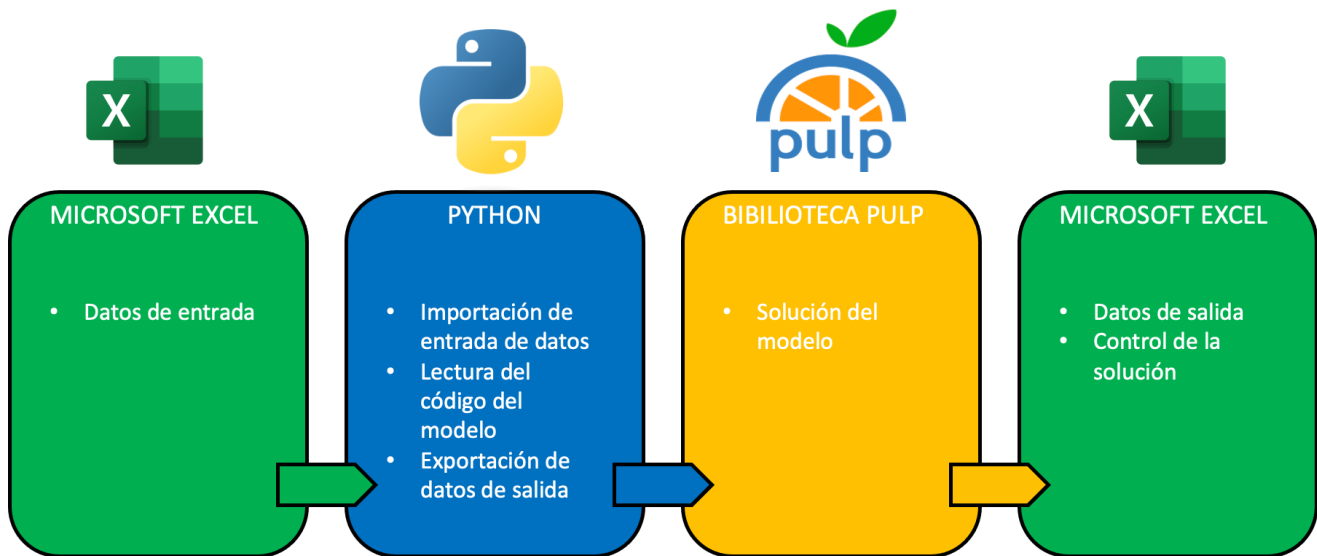 X
pulp
X
MICROSOFT EXCEL
• Datos de entrada
PYTHON
• Importación de
entrada de datos
• Lectura del
código del
modelo
• Exportación de
datos de salida
BIBILIOTECA PULP
• Solución del
modelo
MICROSOFT EXCEL
• Datos de salida
• Control de la
solución